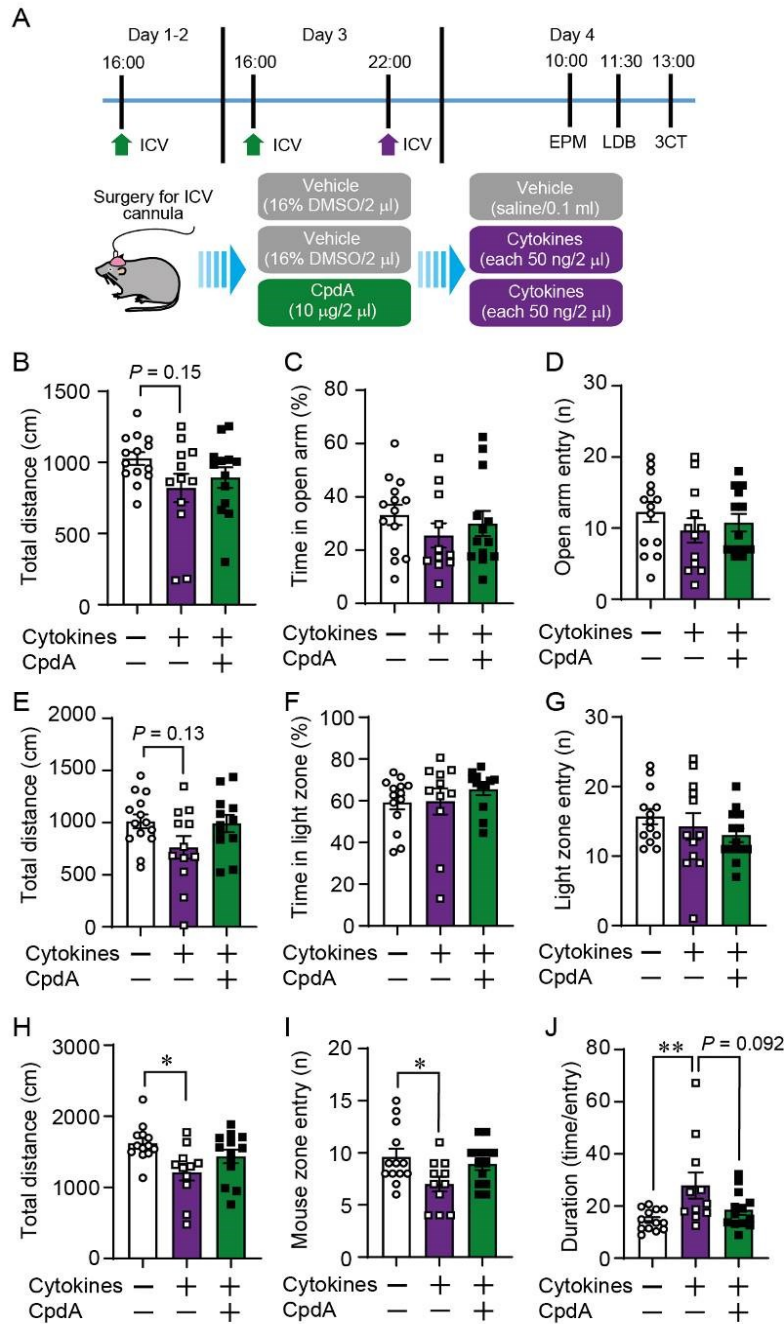 A
Day 1-2
Day 3
Day 4
16:00
16:00
22:00
10:00
11:30
13:00
ICV
ICV
ICV
EPM
LDB
3CT
Surgery for ICV
cannula
Vehicle
(16% DMSO/2 μl)
Vehicle
(saline/0.1 ml)
Vehicle
(16% DMSO/2 μl)
Cytokines
(each 50 ng/2 μl)
CpdA
(10 μg/2 μl)
Cytokines
(each 50 ng/2 μl)
B
P = 0.15
Total distance (cm)
1500
1000
500
0
Cytokines − + +
CpdA − − +
C
Time in open arm (%)
80
60
40
20
0
Cytokines − + +
CpdA − − +
D
Open arm entry (n)
30
20
10
0
Cytokines − + +
CpdA − − +
E
P = 0.13
Total distance (cm)
2000
1500
1000
500
0
Cytokines − + +
CpdA − − +
F
Time in light zone (%)
100
80
60
40
20
0
Cytokines − + +
CpdA − − +
G
Light zone entry (n)
30
20
10
0
Cytokines − + +
CpdA − − +
H
*
Total distance (cm)
3000
2000
1000
0
Cytokines − + +
CpdA − − +
I
*
Mouse zone entry (n)
20
15
10
5
0
Cytokines − + +
CpdA − − +
J
**
P = 0.092
Duration (time/entry)
80
60
40
20
0
Cytokines − + +
CpdA − − +